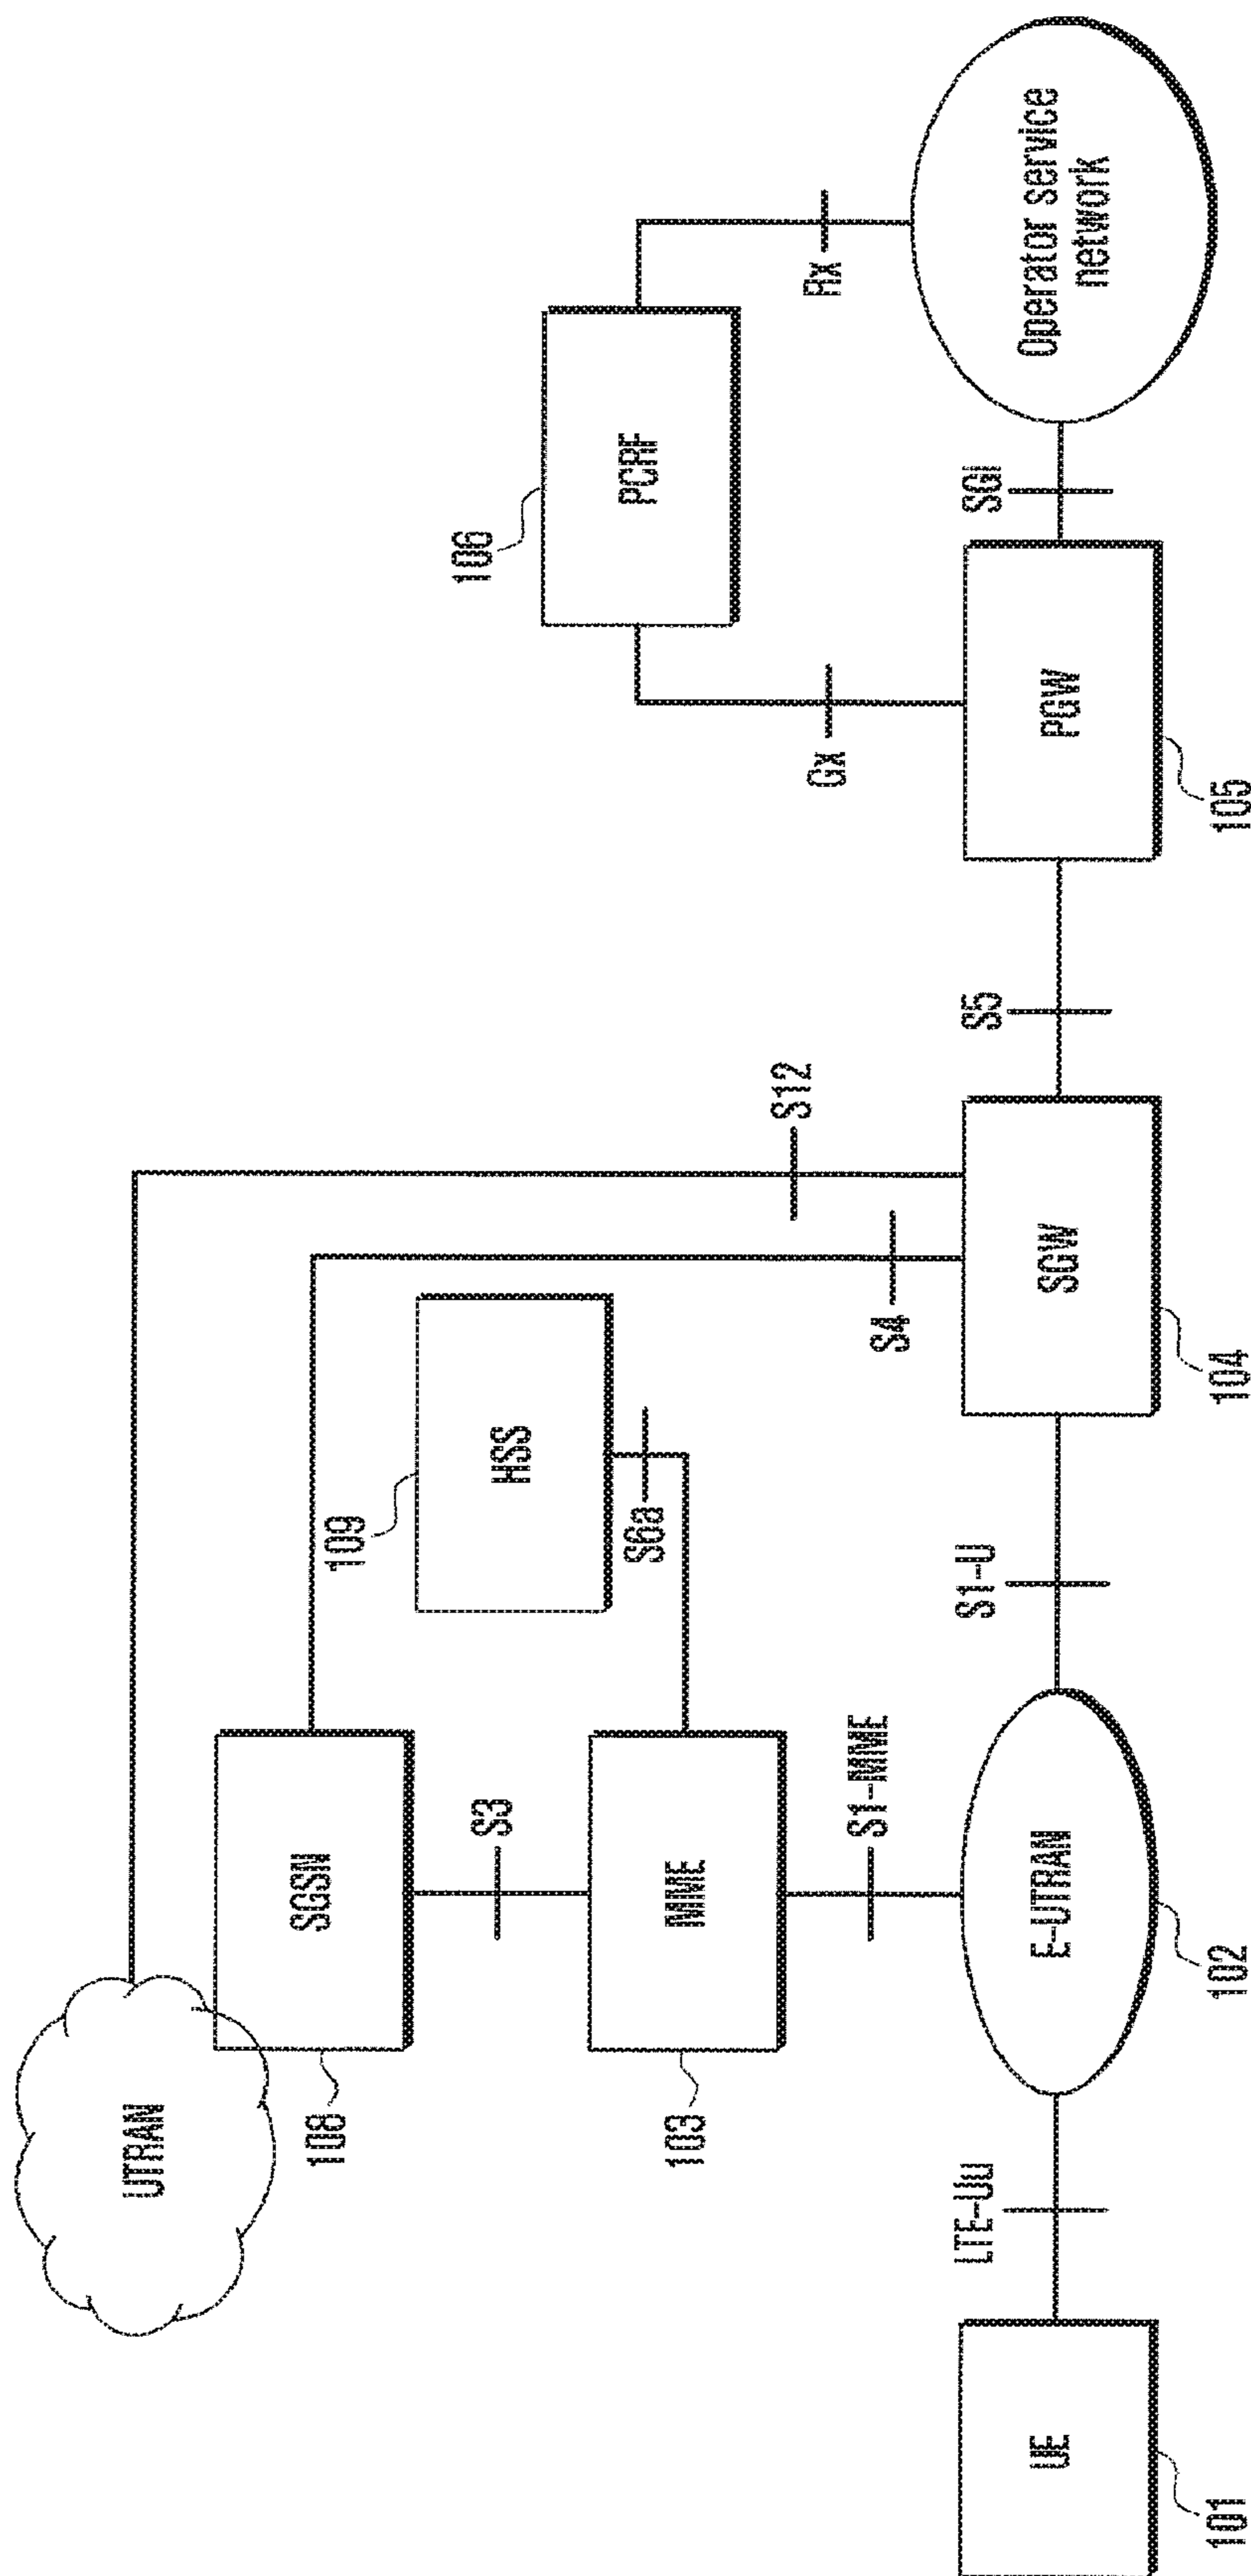 UTRAN
SGSN
108
S3
HSS
109
S6a
MME
103
S1-MME
S12
S4
PCRF
106
Gx
Rx
UE
101
LTE-Uu
E-UTRAN
102
S1-U
SGW
104
S5
PGW
105
SGi
Operator service
network